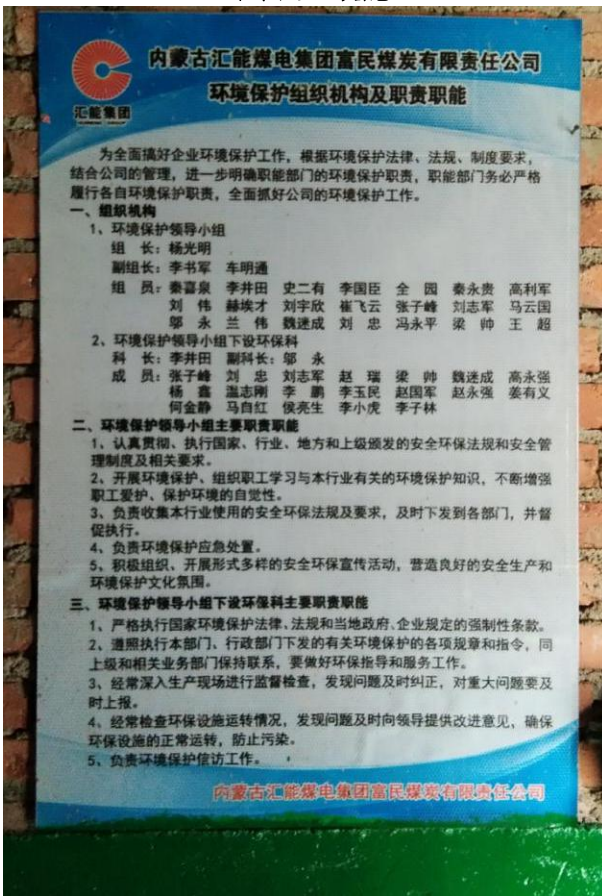 内蒙古汇能煤电集团富民煤炭有限责任公司
环境保护组织机构及职责职能
汇能集团
为全面搞好企业环境保护工作，根据环境保护法律、法规、制度要求，
结合公司的管理，进一步明确职能部门的环境保护职责，职能部门务必严格
履行各自环境保护职责，全面抓好公司的环境保护工作。
一、组织机构
1、环境保护领导小组
组 长：杨光明
副组长：李书军 车明通
组 员：秦喜泉 李井田 史二有 李国臣 全 园 秦永贵 高利军
刘 伟 赫埃才 刘宇欣 崔飞云 张子峰 刘志军 马云国
邬 永 兰 伟 魏迷成 刘 忠 冯永平 梁 帅 王 超
2、环境保护领导小组下设环保科
科 长：李井田 副科长：邬 永
成 员：张子峰 刘 忠 刘志军 赵 瑞 梁 帅 魏迷成 高永强
杨 鑫 温志刚 李 鹏 李玉民 赵国军 赵永强 姜有义
何金静 马自红 侯亮生 李小虎 李子林
二、环境保护领导小组主要职责职能
1、认真贯彻、执行国家、行业、地方和上级颁发的安全环保法规和安全管
理制度及相关要求。
2、开展环境保护、组织职工学习与本行业有关的环境保护知识，不断增强
职工爱护、保护环境的自觉性。
3、负责收集本行业使用的安全环保法规及要求，及时下发到各部门，并督
促执行。
4、负责环境保护应急处置。
5、积极组织、开展形式多样的安全环保宣传活动，营造良好的安全生产和
环境保护文化氛围。
三、环境保护领导小组下设环保科主要职责职能
1、严格执行国家环境保护法律、法规和当地政府、企业规定的强制性条款。
2、遵照执行本部门、行政部门下发的有关环境保护的各项规章和指令，同
上级和相关业务部门保持联系，要做好环保指导和服务工作。
3、经常深入生产现场进行监督检查，发现问题及时纠正，对重大问题要及
时上报。
4、经常检查环保设施运转情况，发现问题及时向领导提供改进意见，确保
环保设施的正常运转，防止污染。
5、负责环境保护信访工作。
内蒙古汇能煤电集团富民煤炭有限责任公司